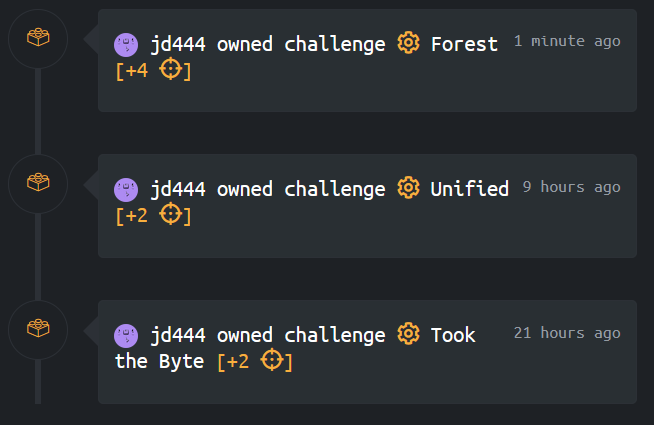 jd444 owned challenge Forest 1 minute ago
[+4 ]
jd444 owned challenge Unified 9 hours ago
[+2 ]
jd444 owned challenge Took 21 hours ago
the Byte [+2 ]